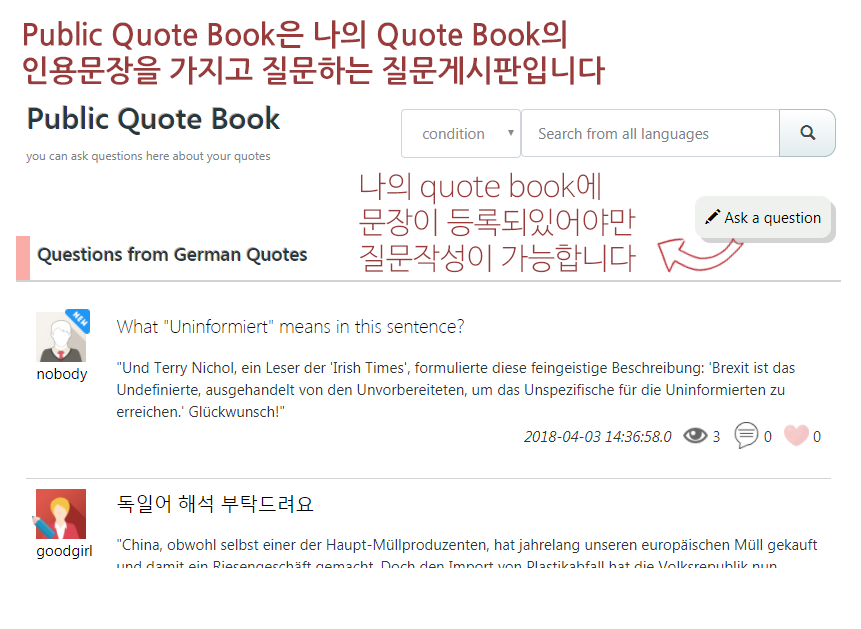 Public Quote Book은 나의 Quote Book의
인용문장을 가지고 질문하는 질문게시판입니다
Public Quote Book
condition
Search from all languages
you can ask questions here about your quotes
나의 quote book에
문장이 등록되있어야만
질문작성이 가능합니다
Ask a question
Questions from German Quotes
NEW
What "Uninformiert" means in this sentence?
nobody
"Und Terry Nichol, ein Leser der 'Irish Times', formulierte diese feingeistige Beschreibung: 'Brexit ist das
Undefinierte, ausgehandelt von den Unvorbereiteten, um das Unspezifische für die Uninformierten zu
erreichen.' Glückwunsch!"
2018-04-03 14:36:58.0 3 0 0
독일어 해석 부탁드려요
goodgirl
"China, obwohl selbst einer der Haupt-Müllproduzenten, hat jahrelang unseren europäischen Müll gekauft
und damit ein Riesengeschäft gemacht. Doch den Import von Plastikabfall hat die Volksrepublik nun